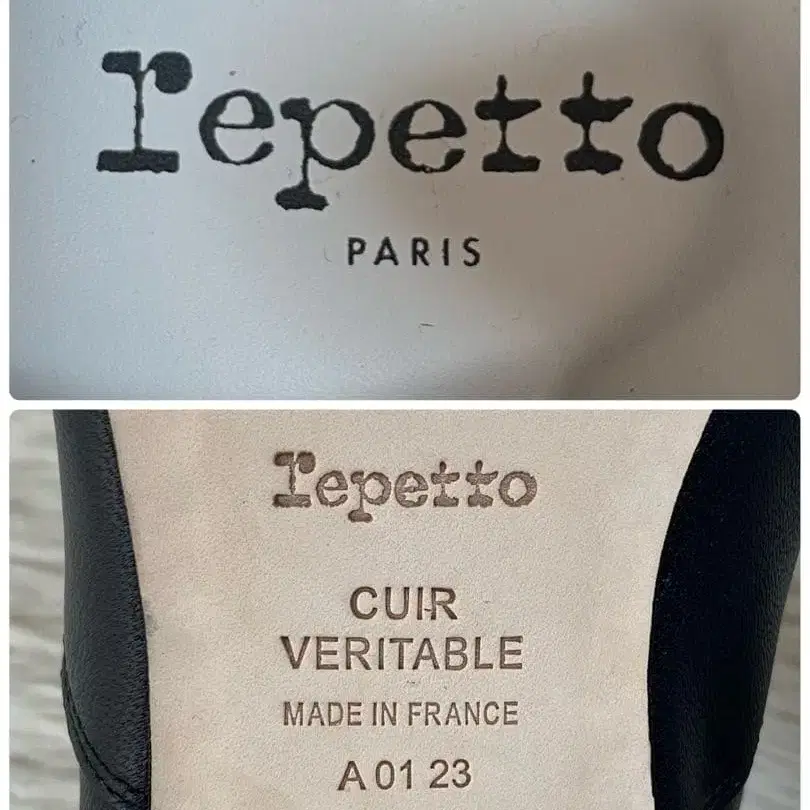 repetto
PARIS
repetto
CUIR
VERITABLE
MADE IN FRANCE
A 01 23